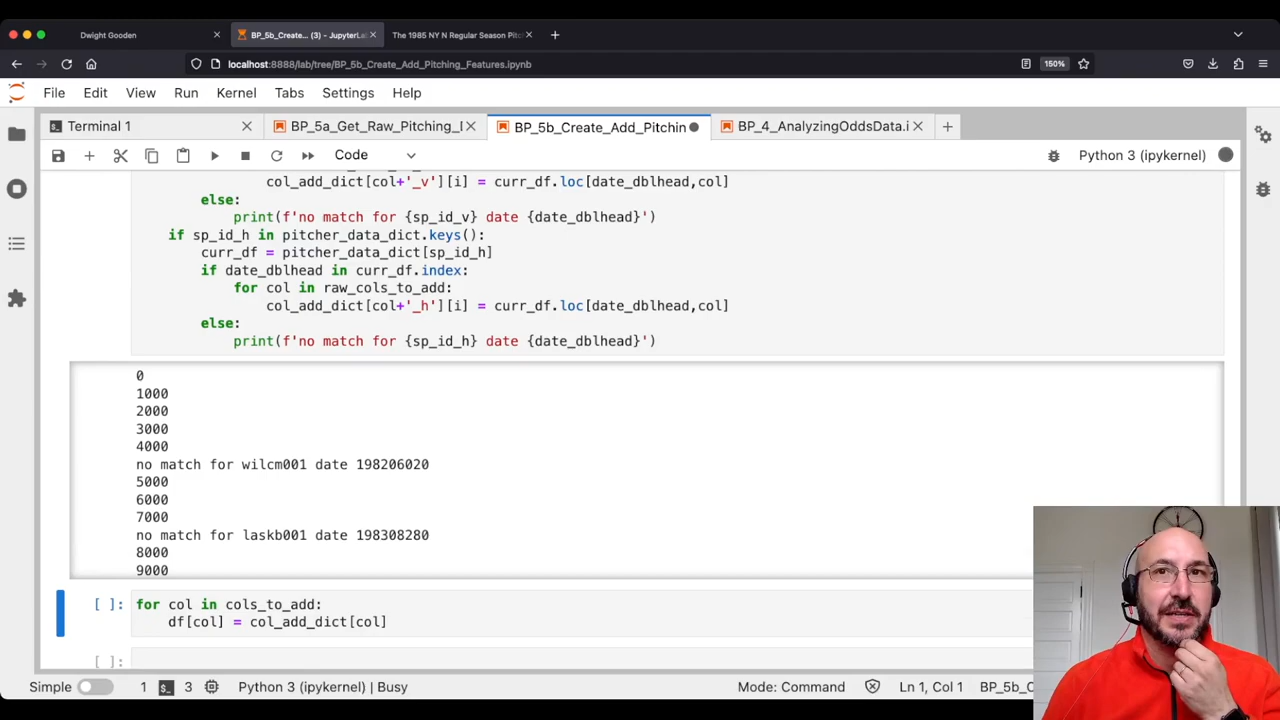 Dwight Gooden
BP_5b_Create... (3) - JupyterLa
The 1985 NY N Regular Season Pitc
localhost:8888/lab/tree/BP_5b_Create_Add_Pitching_Features.ipynb
150%
File Edit View Run Kernel Tabs Settings Help
Terminal 1
BP_5a_Get_Raw_Pitching_I
BP_5b_Create_Add_Pitchin
BP_4_AnalyzingOddsData.i
Code
Python 3 (ipykernel)
col_add_dict[col+'_v'][i] = curr_df.loc[date_dblhead,col]
else:
print(f'no match for {sp_id_v} date {date_dblhead}')
if sp_id_h in pitcher_data_dict.keys():
curr_df = pitcher_data_dict[sp_id_h]
if date_dblhead in curr_df.index:
for col in raw_cols_to_add:
col_add_dict[col+'_h'][i] = curr_df.loc[date_dblhead,col]
else:
print(f'no match for {sp_id_h} date {date_dblhead}')
0
1000
2000
3000
4000
no match for wilcm001 date 198206020
5000
6000
7000
no match for laskb001 date 198308280
8000
9000
[ ]: for col in cols_to_add:
df[col] = col_add_dict[col]
[ ]:
Simple 1 3 Python 3 (ipykernel) | Busy Mode: Command Ln 1, Col 1 BP_5b_C